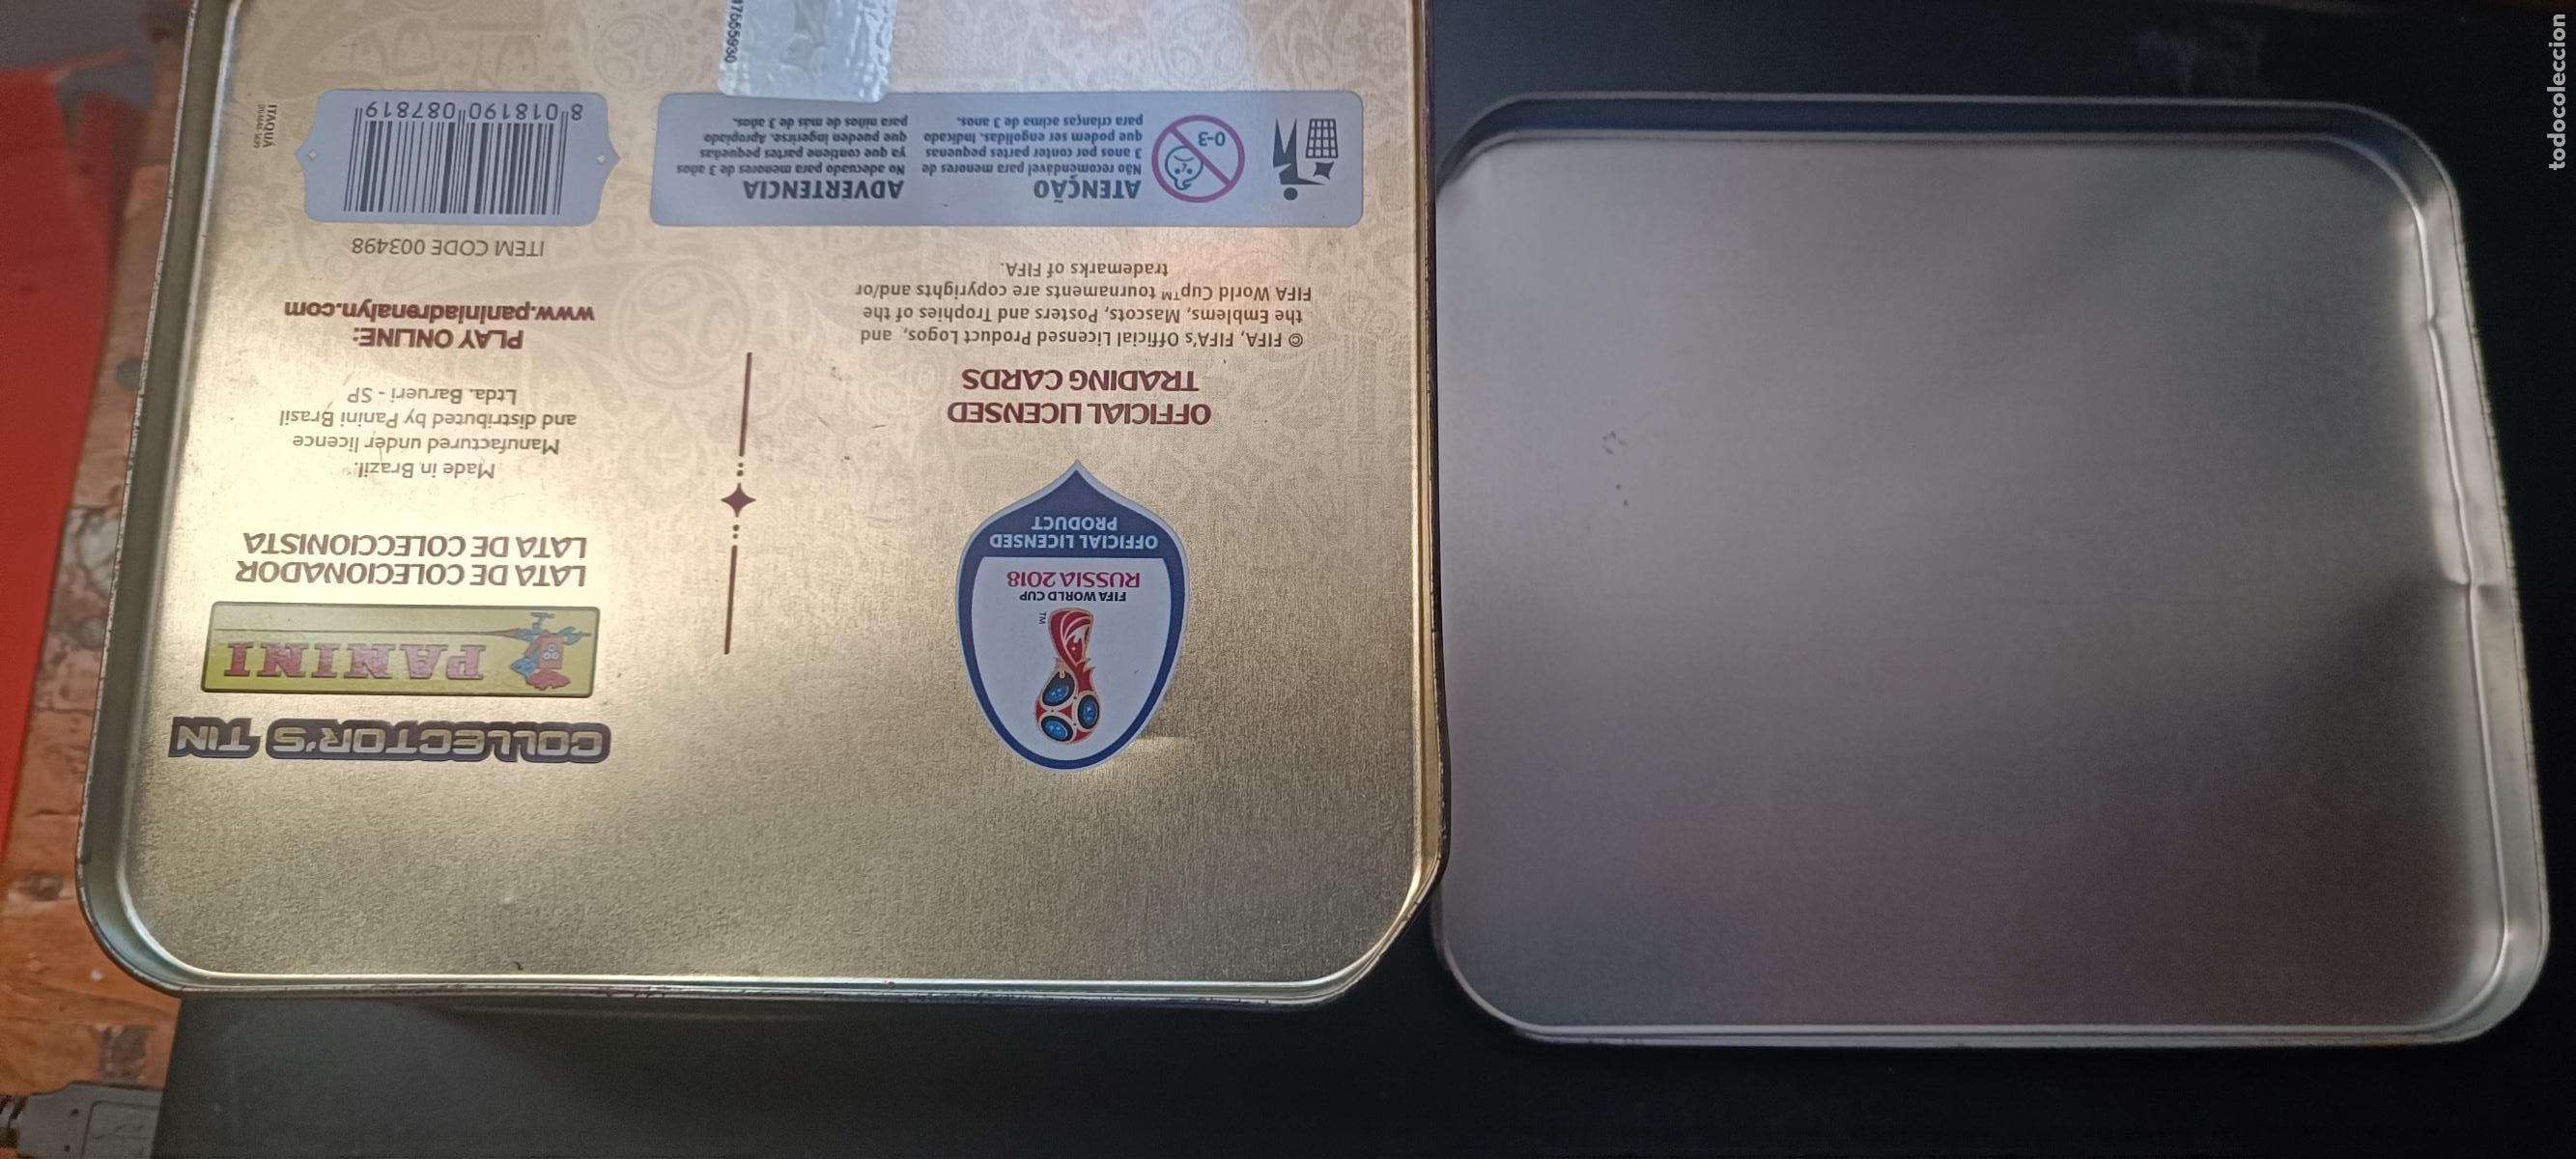 COLLECTOR'S TIN
PANINI
LATA DE COLECIONADOR
LATA DE COLECCIONISTA
Made in Brazil.
Manufactured under licence
and distributed by Panini Brasil
Ltda. Barueri - SP
PLAY ONLINE:
www.paniniadrenalyn.com
ITEM CODE 003498
8 018190 087819
ITAQUÁ
FIFA WORLD CUP
RUSSIA 2018
TM
OFFICIAL LICENSED
PRODUCT
OFFICIAL LICENSED
TRADING CARDS
© FIFA, FIFA's Official Licensed Product Logos, and
the Emblems, Mascots, Posters and Trophies of the
FIFA World Cup™ tournaments are copyrights and/or
trademarks of FIFA.
0-3
ATENÇÃO
Não recomendável para menores de
3 anos por conter partes pequenas
que podem ser engolidas. Indicado
para crianças acima de 3 anos.
ADVERTENCIA
No adecuado para menores de 3 años
ya que contiene partes pequeñas
que pueden ingerirse. Apropiado
para niños de más de 3 años.
todocoleccion